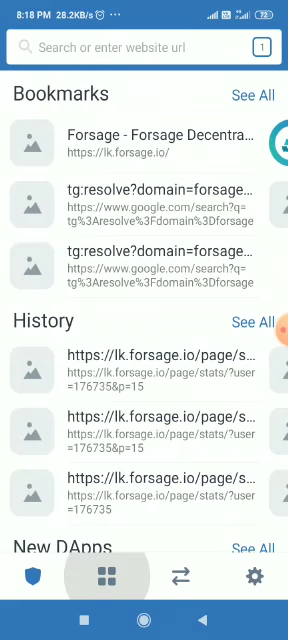 8:18 PM 28.2KB/s ...
72
Search or enter website url
1
Bookmarks
See All
Forsage - Forsage Decentra...
https://lk.forsage.io/
tg:resolve?domain=forsage...
https://www.google.com/search?q=
tg%3Aresolve%3Fdomain%3Dforsage
tg:resolve?domain=forsage...
https://www.google.com/search?q=
tg%3Aresolve%3Fdomain%3Dforsage
History
See All
https://lk.forsage.io/page/s...
https://lk.forsage.io/page/stats/?user
=176735&p=15
https://lk.forsage.io/page/s...
https://lk.forsage.io/page/stats/?user
=176735&p=15
https://lk.forsage.io/page/s...
https://lk.forsage.io/page/stats/?user
=176735
New DApps
See All